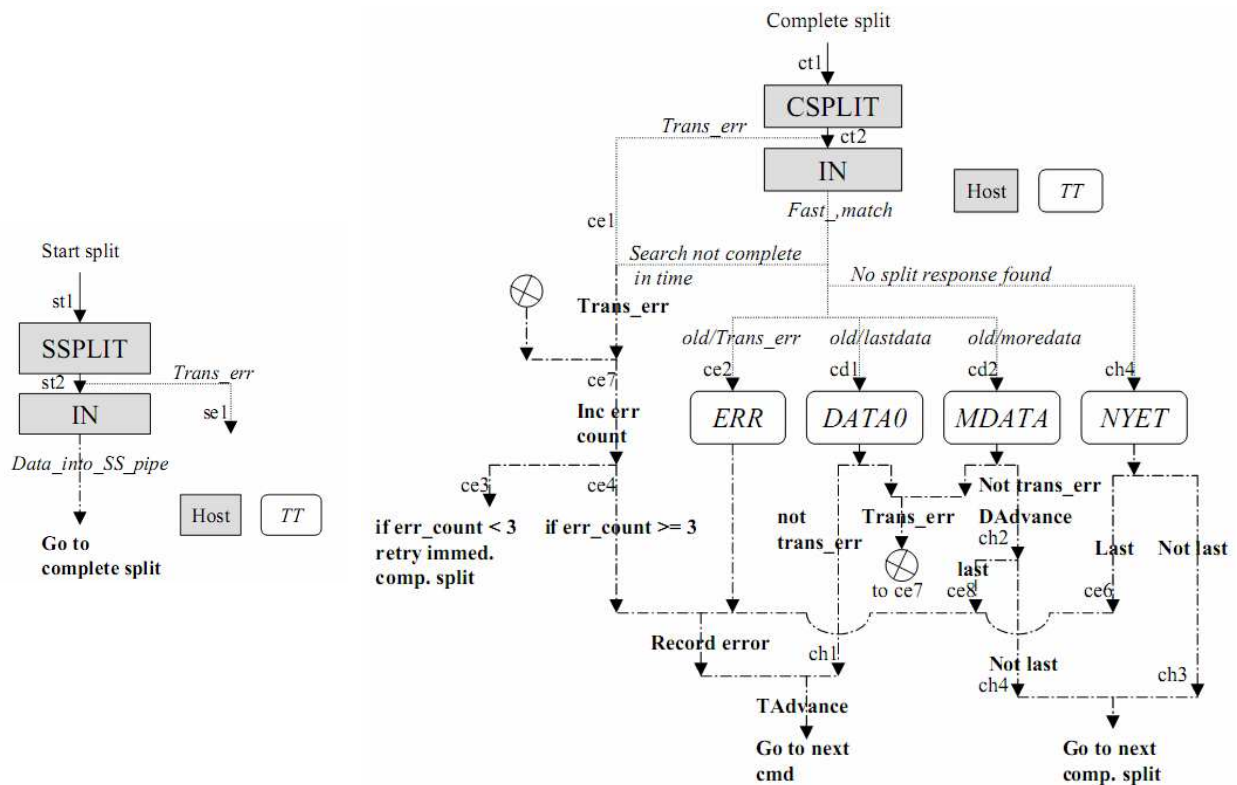 Start split
st1
SSPLIT
st2
Trans_err
IN
se1
Data_into_SS_pipe
Host
TT
Go to
complete split
Complete split
ct1
CSPLIT
Trans_err
ct2
IN
Host
TT
Fast_,match
ce1
Search not complete
in time
No split response found
Trans_err
old/Trans_err
old/lastdata
old/moredata
ce2
cd1
cd2
ch4
ce7
ERR
DATA0
MDATA
NYET
Inc err
count
ce3
ce4
if err_count < 3
retry immed.
comp. split
if err_count >= 3
not
trans_err
Trans_err
Not trans_err
DAdvance
ch2
Last
Not last
last
to ce7
ce8
ce6
Record error
ch1
Not last
ch4
ch3
TAdvance
Go to next
cmd
Go to next
comp. split